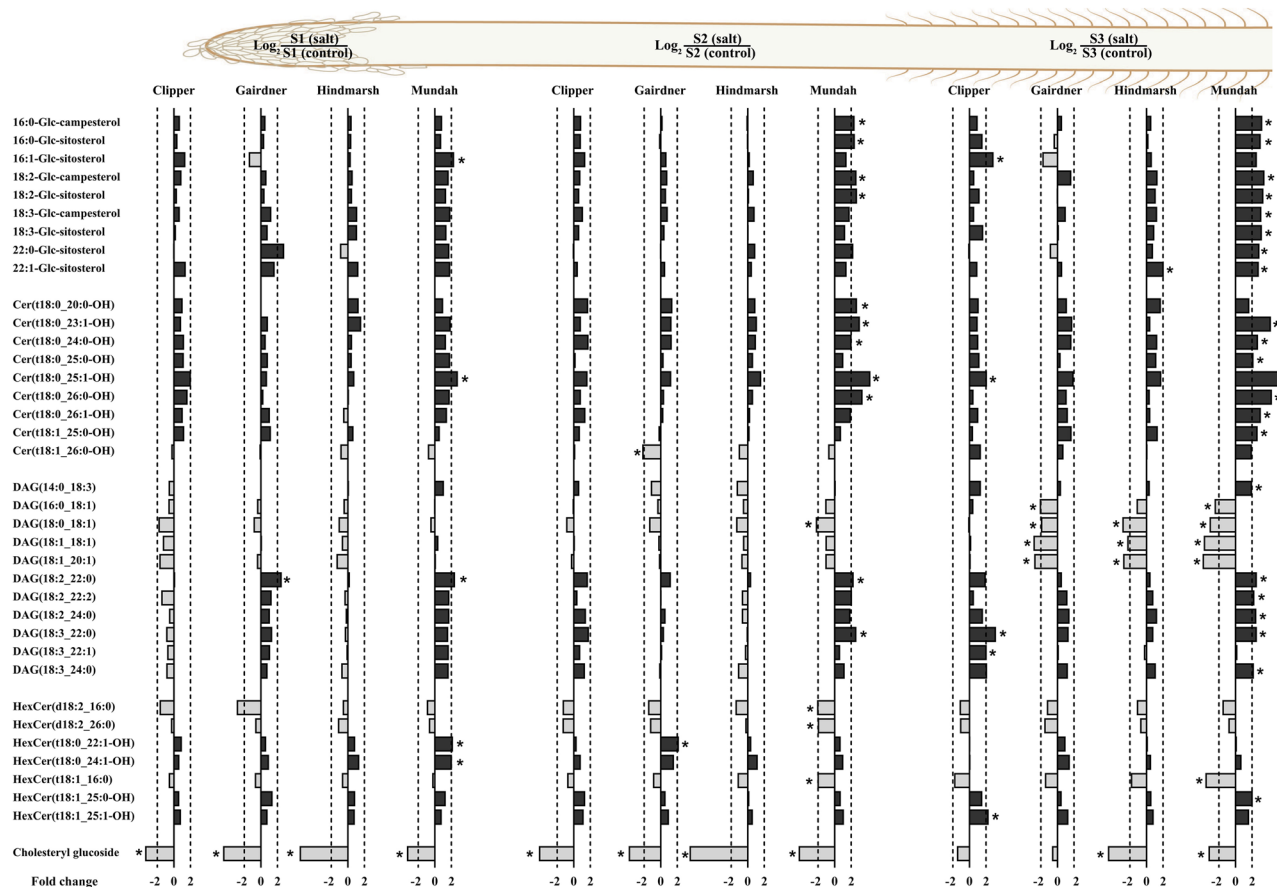 S1 (salt) S2 (salt) S3 (salt)
Log₂ Log₂ Log₂
S1 (control) S2 (control) S3 (control)
Clipper Gairdner Hindmarsh Mundah Clipper Gairdner Hindmarsh Mundah Clipper Gairdner Hindmarsh Mundah
16:0-Glc-campesterol * *
16:0-Glc-sitosterol * *
16:1-Glc-sitosterol * *
18:2-Glc-campesterol * *
18:2-Glc-sitosterol * *
18:3-Glc-campesterol *
18:3-Glc-sitosterol *
22:0-Glc-sitosterol *
22:1-Glc-sitosterol * *
Cer(t18:0_20:0-OH) *
Cer(t18:0_23:1-OH) * *
Cer(t18:0_24:0-OH) * *
Cer(t18:0_25:0-OH) *
Cer(t18:0_25:1-OH) * * *
Cer(t18:0_26:0-OH) * *
Cer(t18:0_26:1-OH) *
Cer(t18:1_25:0-OH) *
Cer(t18:1_26:0-OH) *
DAG(14:0_18:3) *
DAG(16:0_18:1) * *
DAG(18:0_18:1) * * * *
DAG(18:1_18:1) * * *
DAG(18:1_20:1) * * *
DAG(18:2_22:0) * * * *
DAG(18:2_22:2) *
DAG(18:2_24:0) *
DAG(18:3_22:0) * * *
DAG(18:3_22:1) *
DAG(18:3_24:0) *
HexCer(d18:2_16:0) *
HexCer(d18:2_26:0) *
HexCer(t18:0_22:1-OH) * *
HexCer(t18:0_24:1-OH) *
HexCer(t18:1_16:0) * *
HexCer(t18:1_25:0-OH) *
HexCer(t18:1_25:1-OH) *
Cholesteryl glucoside * * * * * * * * * *
Fold change -2 0 2 -2 0 2 -2 0 2 -2 0 2 -2 0 2 -2 0 2 -2 0 2 -2 0 2 -2 0 2 -2 0 2 -2 0 2 -2 0 2